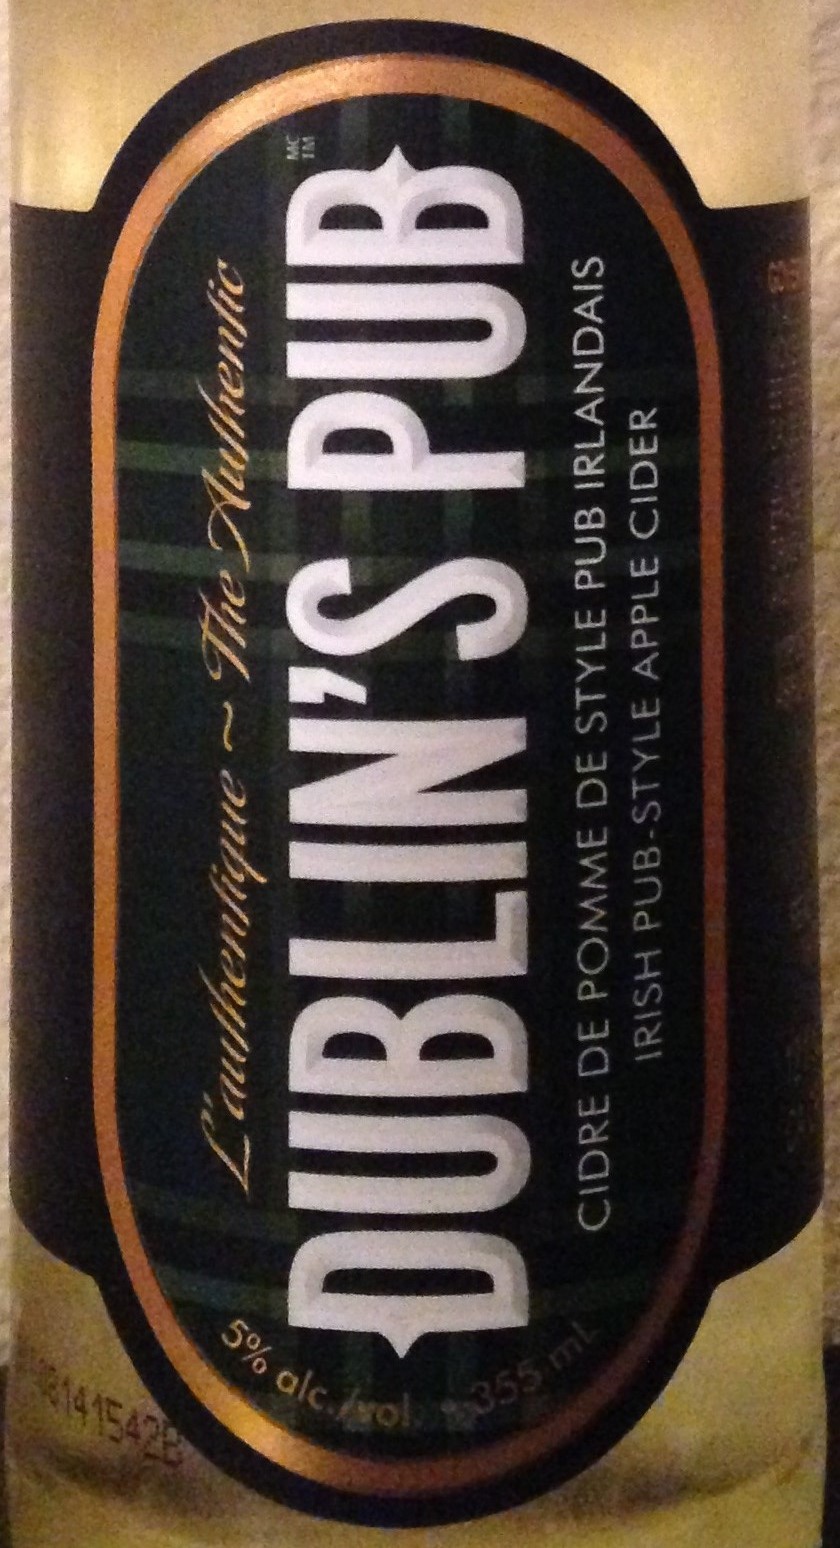 L'authentique ~ The Authentic
DUBLIN'S PUB
MC
TM
CIDRE DE POMME DE STYLE PUB IRLANDAIS
IRISH PUB-STYLE APPLE CIDER
5% alc./vol. • 355 ml